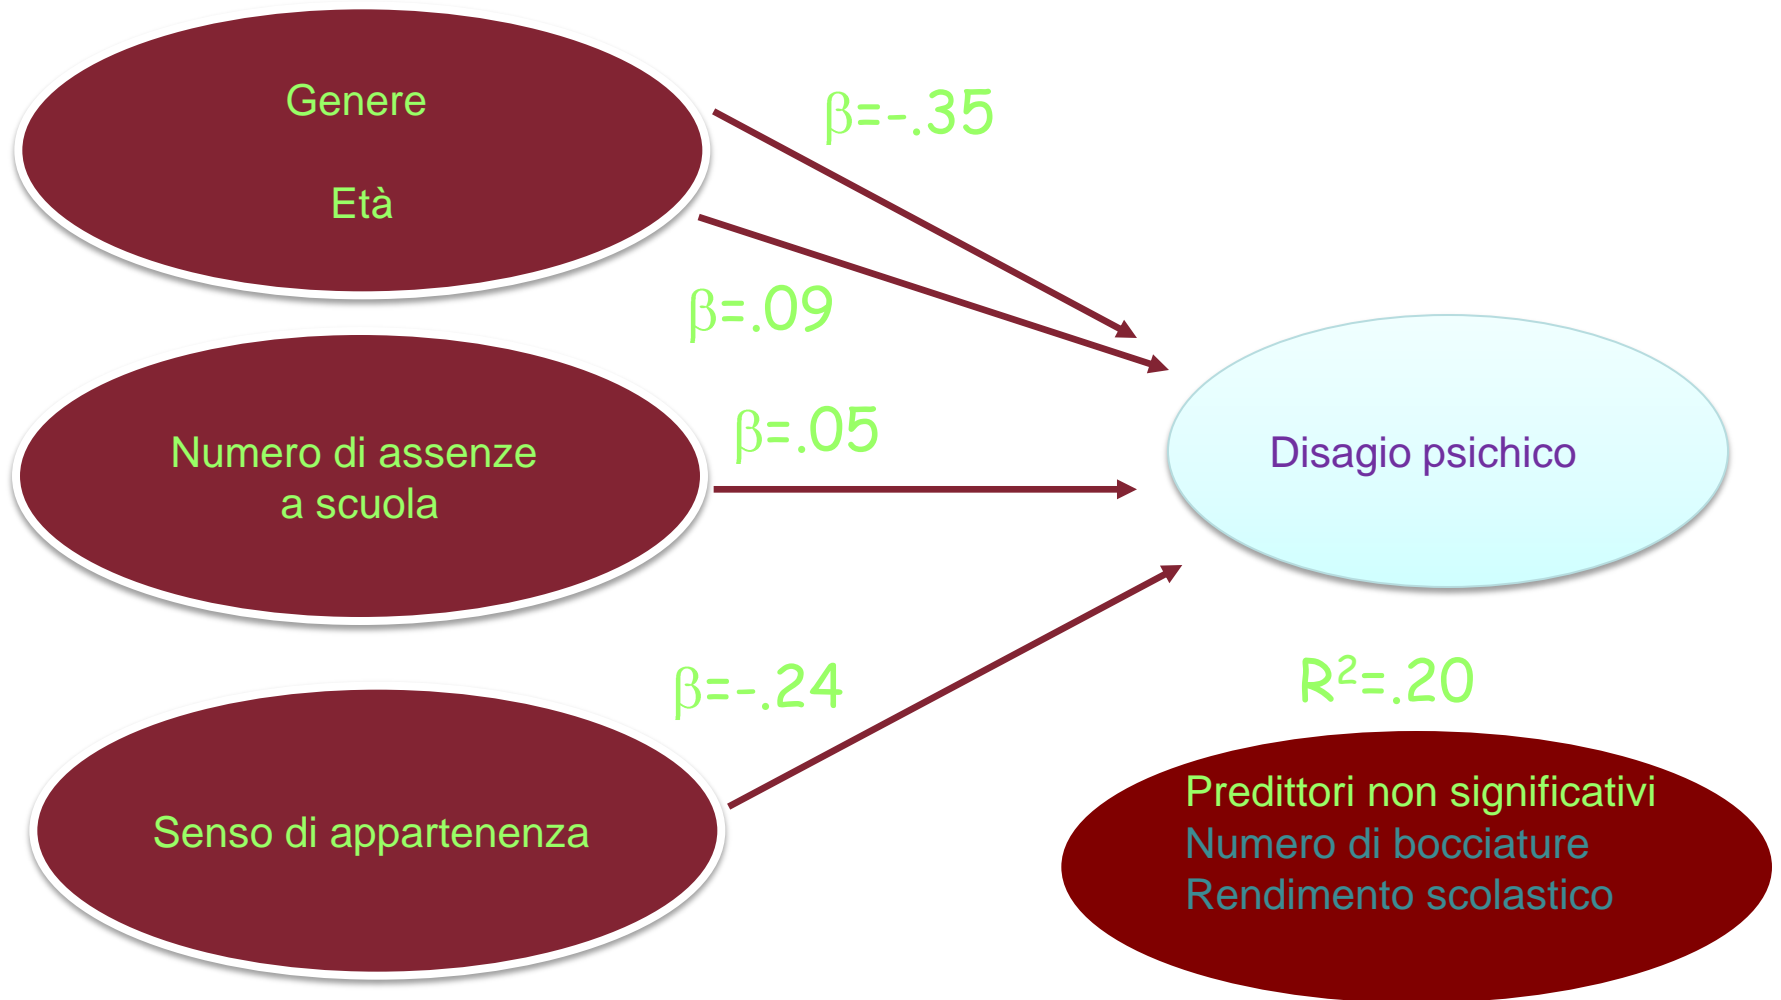 Genere
β=-.35
Età
β=.09
Numero di assenze
a scuola
β=.05
Disagio psichico
Senso di appartenenza
β=-.24
R²=.20
Predittori non significativi
Numero di bocciature
Rendimento scolastico